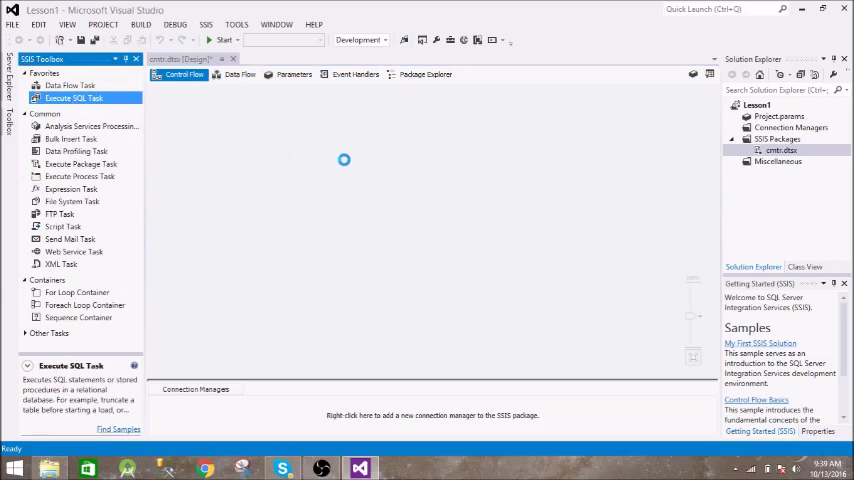 Lesson1 - Microsoft Visual Studio
Quick Launch (Ctrl+Q)
FILE EDIT VIEW PROJECT BUILD DEBUG SSIS TOOLS WINDOW HELP
Start
Development
Server Explorer
Toolbox
SSIS Toolbox
Favorites
Data Flow Task
Execute SQL Task
Common
Analysis Services Processin...
Bulk Insert Task
Data Profiling Task
Execute Package Task
Execute Process Task
Expression Task
File System Task
FTP Task
Script Task
Send Mail Task
Web Service Task
XML Task
Containers
For Loop Container
Foreach Loop Container
Sequence Container
Other Tasks
Execute SQL Task
Executes SQL statements or stored
procedures in a relational
database. For example, truncate a
table before starting a load, or...
Find Samples
cmtr.dtsx [Design]*
Control Flow Data Flow Parameters Event Handlers Package Explorer
Connection Managers
Right-click here to add a new connection manager to the SSIS package.
Solution Explorer
Search Solution Explorer (Ctrl+;)
Lesson1
Project.params
Connection Managers
SSIS Packages
cmtr.dtsx
Miscellaneous
Solution Explorer Class View
Getting Started (SSIS)
Welcome to SQL Server
Integration Services (SSIS).
Samples
My First SSIS Solution
This sample serves as an
introduction to the SQL Server
Integration Services development
environment.
Control Flow Basics
This sample introduces the
fundamental concepts of the
Getting Started (SSIS) Properties
Ready
9:39 AM
10/13/2016